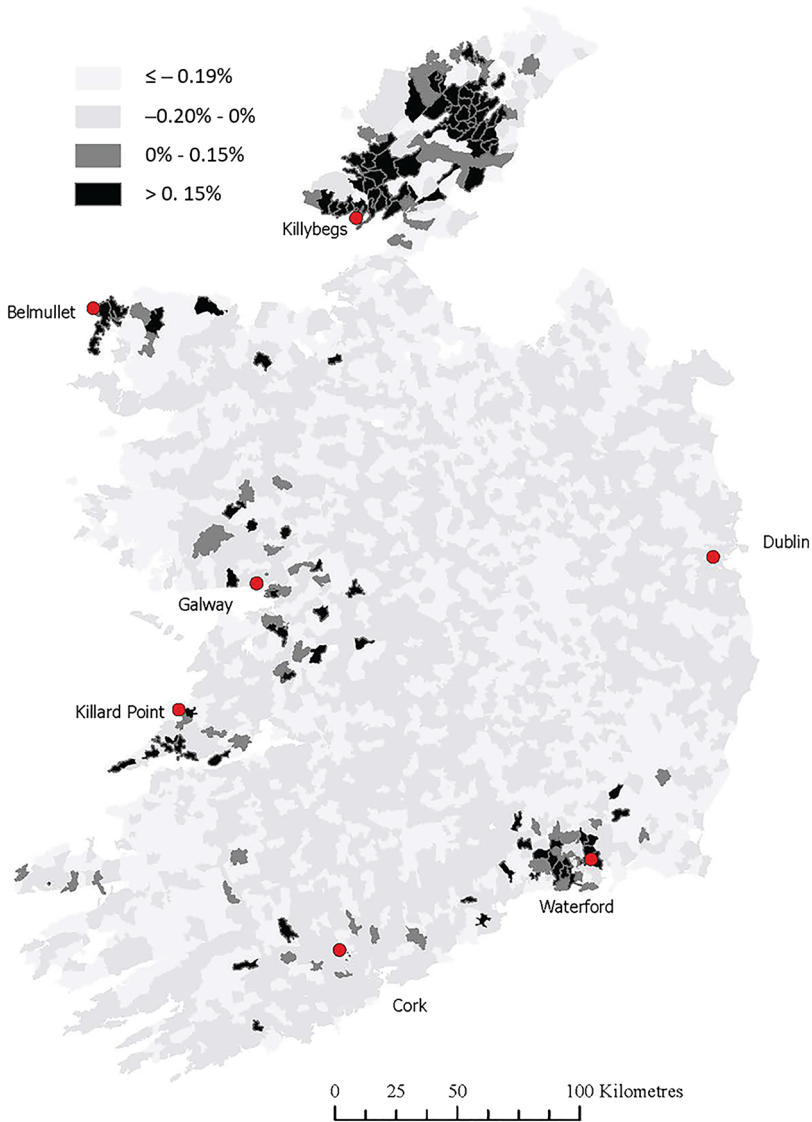 ≤ – 0.19%
–0.20% - 0%
0% - 0.15%
> 0. 15%
Killybegs
Belmullet
Dublin
Galway
Killard Point
Waterford
Cork
0 25 50 100 Kilometres